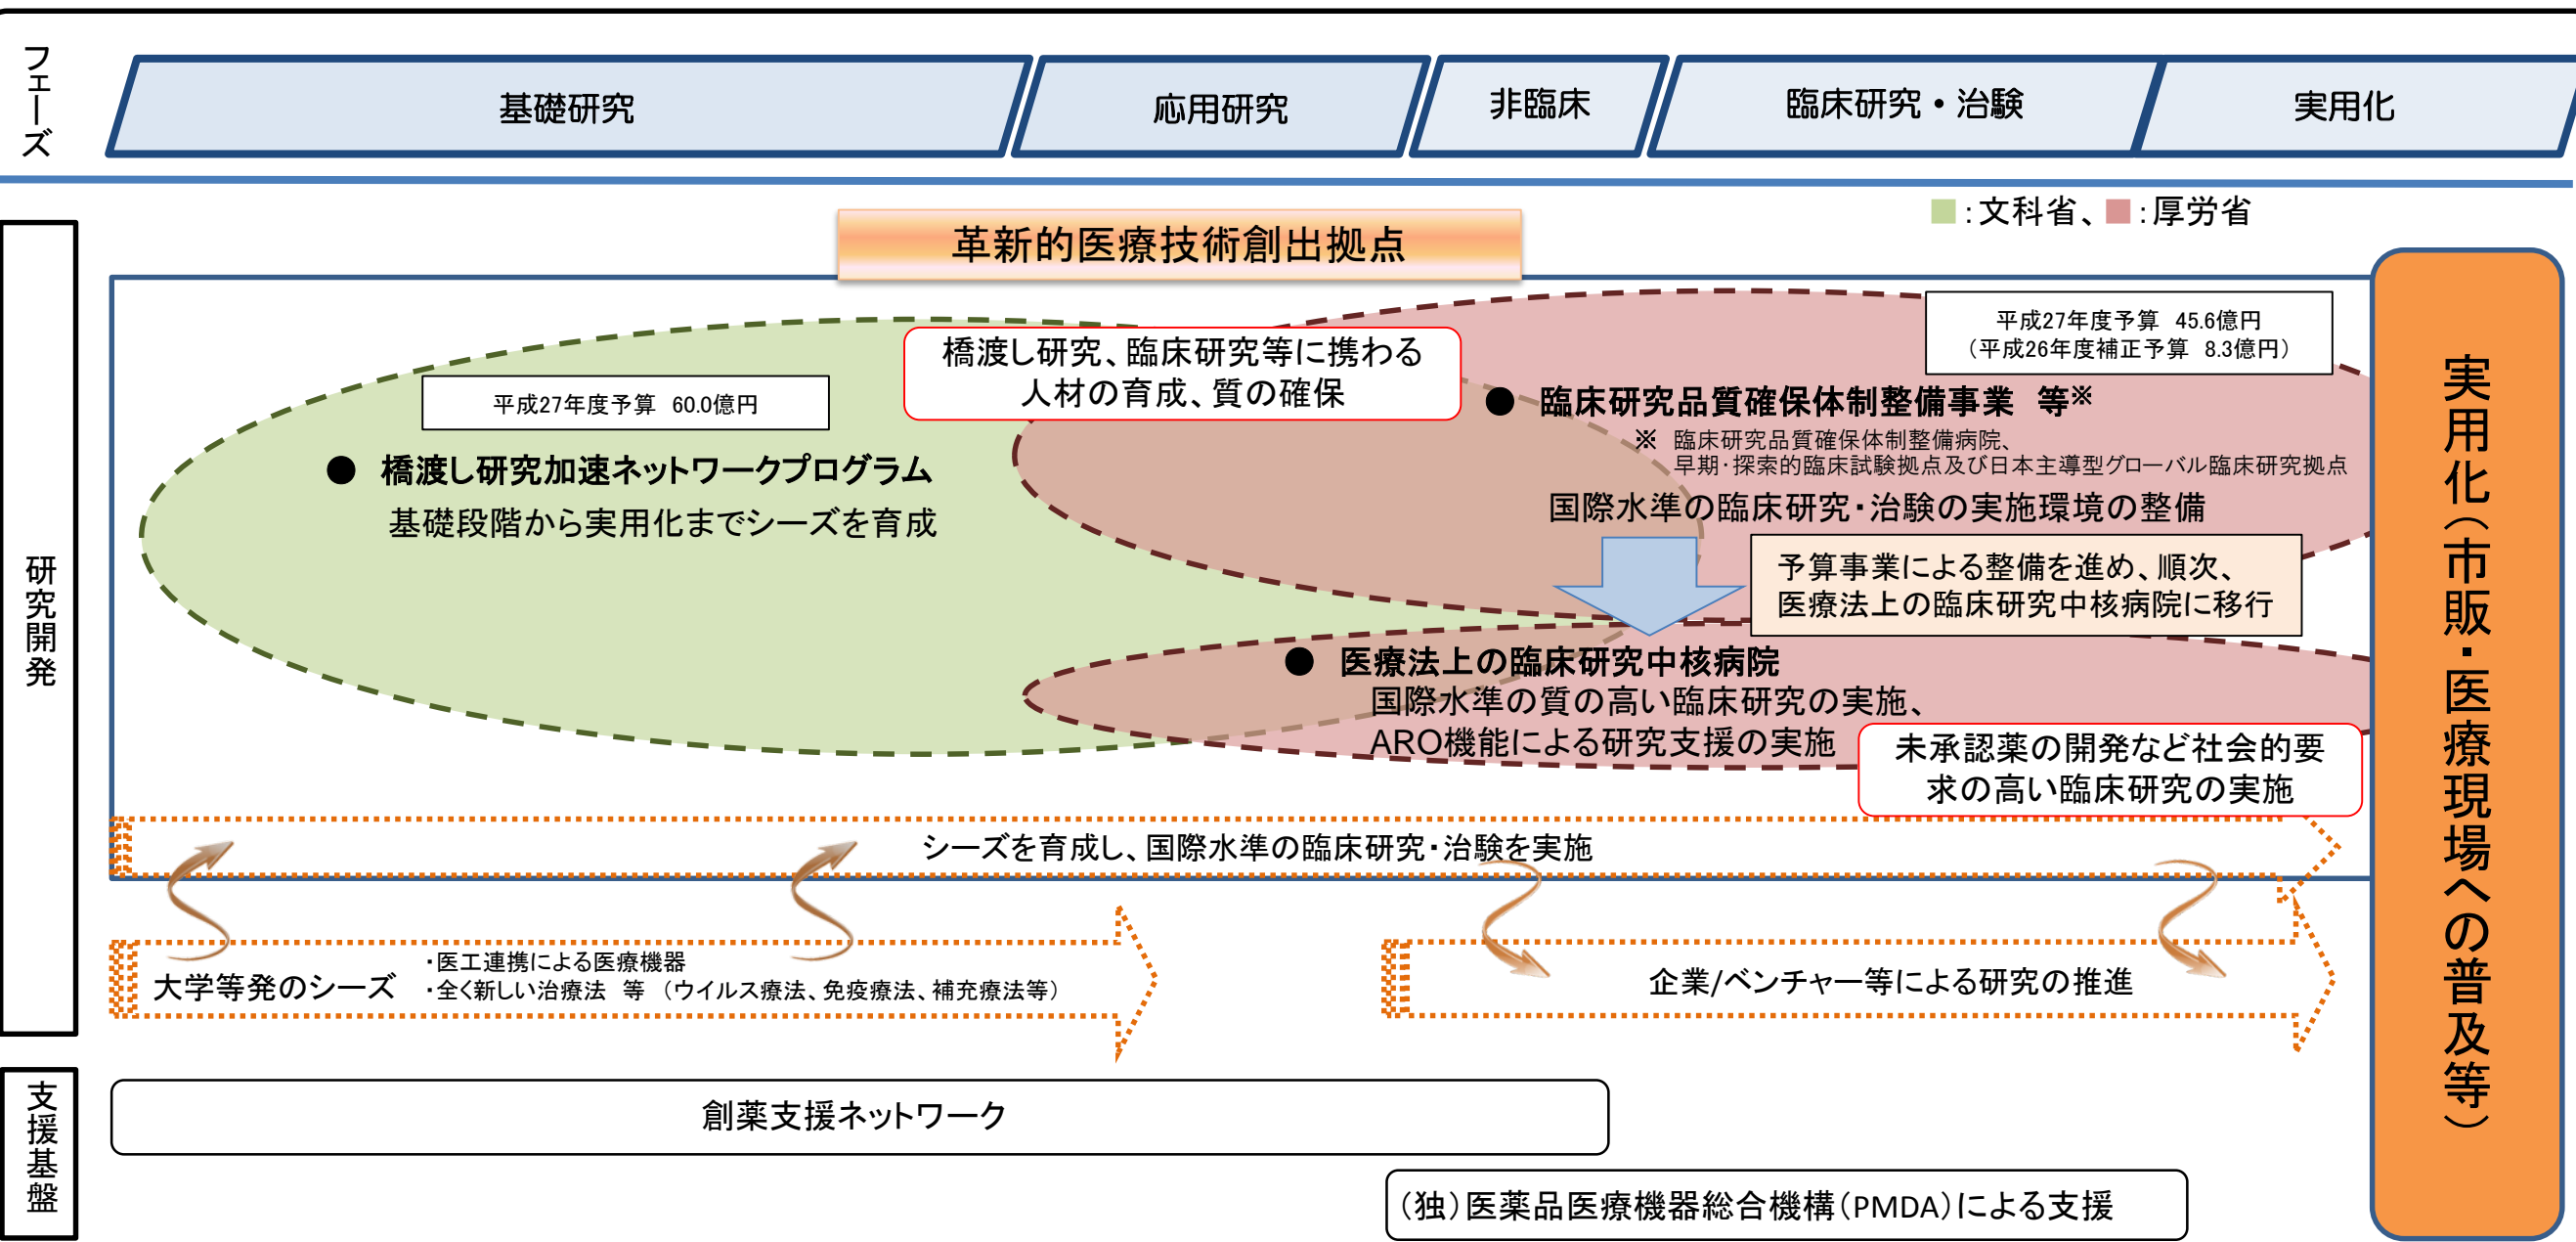 フェーズ
基礎研究
応用研究
非臨床
臨床研究・治験
実用化
：文科省、：厚労省
革新的医療技術創出拠点
研究開発
平成27年度予算 45.6億円
（平成26年度補正予算 8.3億円）
橋渡し研究、臨床研究等に携わる
人材の育成、質の確保
平成27年度予算 60.0億円
● 臨床研究品質確保体制整備事業 等※
※ 臨床研究品質確保体制整備病院、
早期・探索的臨床試験拠点及び日本主導型グローバル臨床研究拠点
● 橋渡し研究加速ネットワークプログラム
基礎段階から実用化までシーズを育成
国際水準の臨床研究・治験の実施環境の整備
予算事業による整備を進め、順次、
医療法上の臨床研究中核病院に移行
● 医療法上の臨床研究中核病院
国際水準の質の高い臨床研究の実施、
ARO機能による研究支援の実施
未承認薬の開発など社会的要
求の高い臨床研究の実施
シーズを育成し、国際水準の臨床研究・治験を実施
大学等発のシーズ
・医工連携による医療機器
・全く新しい治療法 等 （ウイルス療法、免疫療法、補充療法等）
企業/ベンチャー等による研究の推進
実用化（市販・医療現場への普及等）
支援基盤
創薬支援ネットワーク
（独）医薬品医療機器総合機構（PMDA）による支援